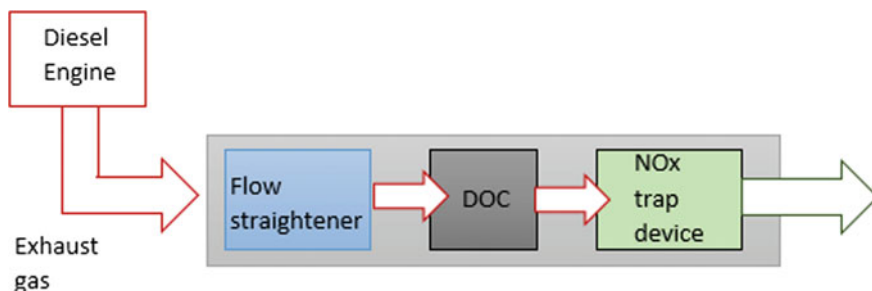 Diesel
Engine
Exhaust
gas
Flow
straightener
DOC
NOx
trap
device